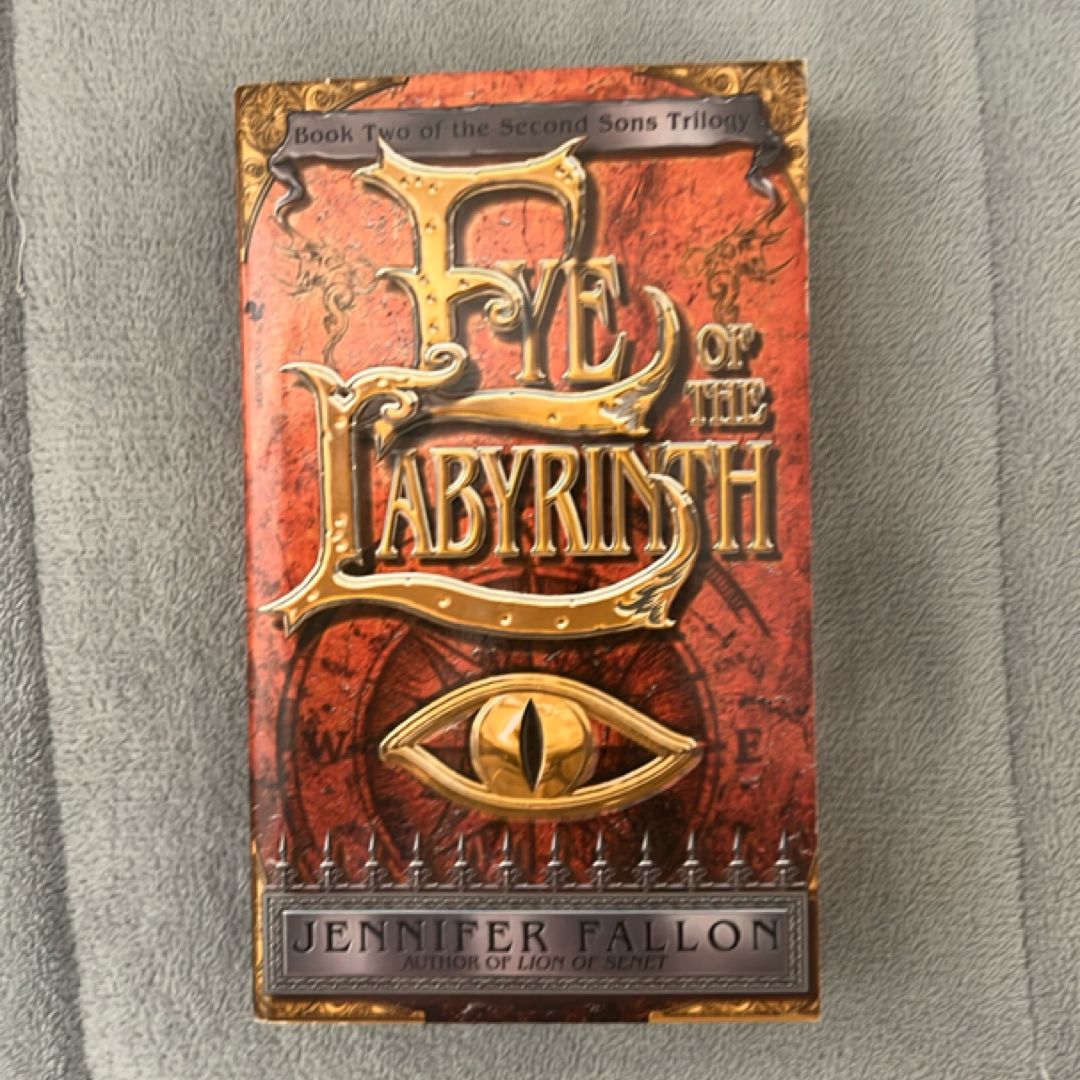 Book Two of the Second Sons Trilogy
EYE
OF
THE
LABYRINTH
W
E
JENNIFER FALLON
AUTHOR OF LION OF SENET